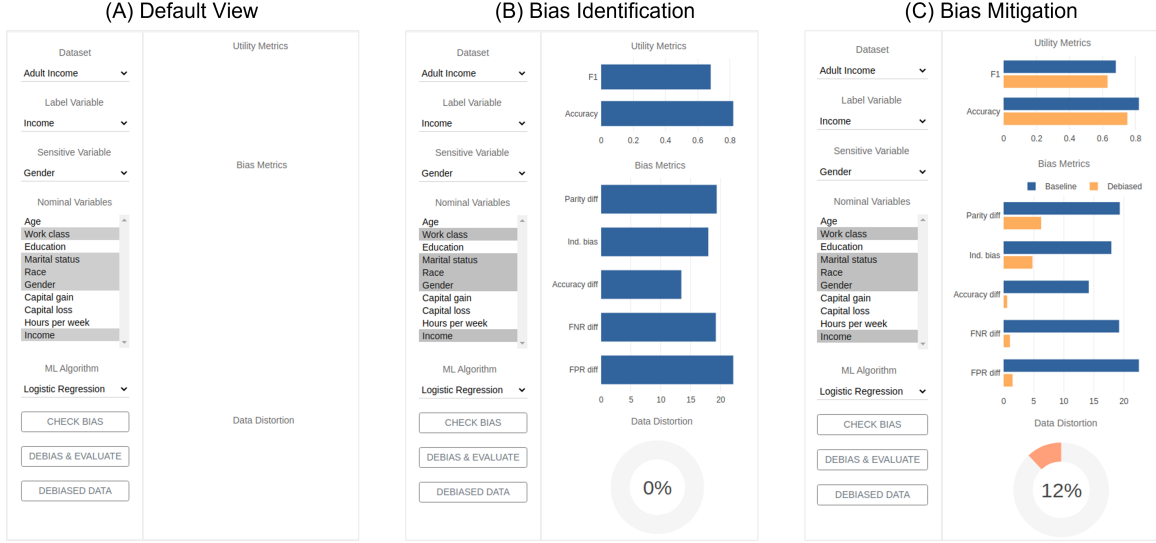 (A) Default View
Dataset
Adult Income
Label Variable
Income
Sensitive Variable
Gender
Nominal Variables
Age
Work class
Education
Marital status
Race
Gender
Capital gain
Capital loss
Hours per week
Income
ML Algorithm
Logistic Regression
CHECK BIAS
DEBIAS & EVALUATE
DEBIASED DATA
Utility Metrics
Bias Metrics
Data Distortion
(B) Bias Identification
Dataset
Adult Income
Label Variable
Income
Sensitive Variable
Gender
Nominal Variables
Age
Work class
Education
Marital status
Race
Gender
Capital gain
Capital loss
Hours per week
Income
ML Algorithm
Logistic Regression
CHECK BIAS
DEBIAS & EVALUATE
DEBIASED DATA
Utility Metrics
F1
Accuracy
0 0.2 0.4 0.6 0.8
Bias Metrics
Parity diff
Ind. bias
Accuracy diff
FNR diff
FPR diff
0 5 10 15 20
Data Distortion
0%
(C) Bias Mitigation
Dataset
Adult Income
Label Variable
Income
Sensitive Variable
Gender
Nominal Variables
Age
Work class
Education
Marital status
Race
Gender
Capital gain
Capital loss
Hours per week
Income
ML Algorithm
Logistic Regression
CHECK BIAS
DEBIAS & EVALUATE
DEBIASED DATA
Utility Metrics
F1
Accuracy
0 0.2 0.4 0.6 0.8
Bias Metrics
Baseline Debiased
Parity diff
Ind. bias
Accuracy diff
FNR diff
FPR diff
0 5 10 15 20
Data Distortion
12%